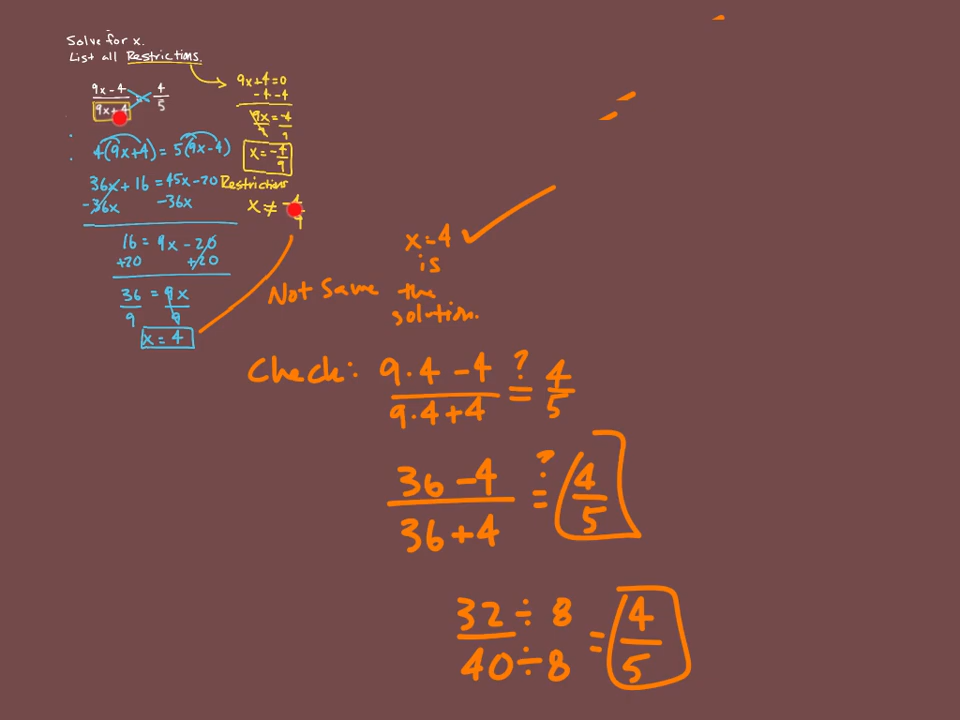 Solve for x.
List all Restrictions.
9x - 4 / 9x + 4 = 4 / 5
4(9x+4) = 5(9x-4)
36x + 16 = 45x - 20
-36x -36x
16 = 9x - 20
+20 +20
36 / 9 = 9x / 9
x = 4
9x+4=0
-4 -4
9x / 9 = -4 / 9
x = -4/9
Restrictions
x ≠
Not Same
x=4 ✓
is
the
solution.
Check: 9·4 - 4 / 9·4 + 4 ?= 4 / 5
36 - 4 / 36 + 4 ?= 4 / 5
32 ÷ 8 / 40 ÷ 8 = 4 / 5